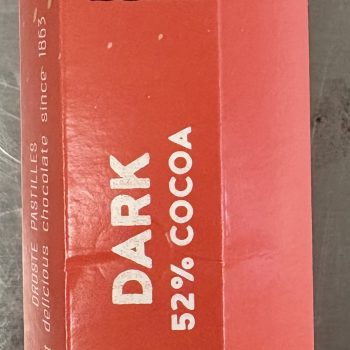 DROSTE PASTILLES
delicious chocolate since 1863
DARK
52% COCOA